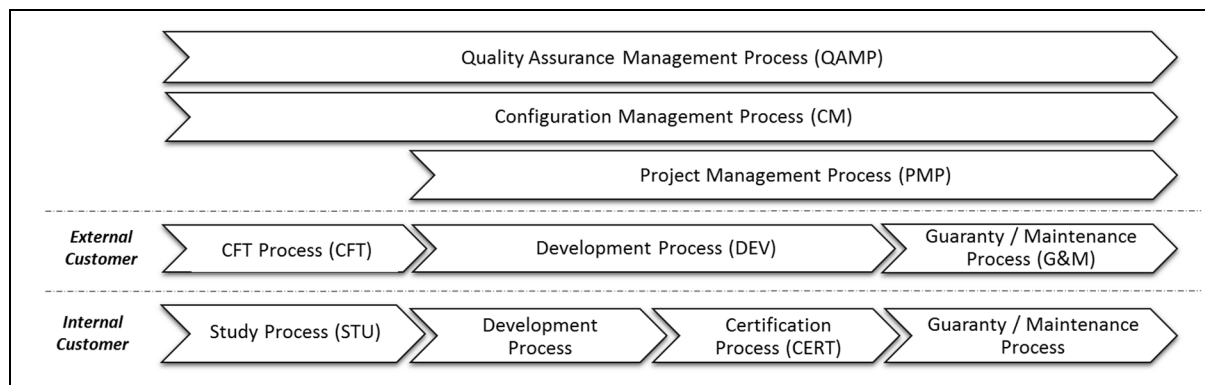 Quality Assurance Management Process (QAMP)
Configuration Management Process (CM)
Project Management Process (PMP)
External
Customer
CFT Process (CFT)
Development Process (DEV)
Guaranty / Maintenance
Process (G&M)
Internal
Customer
Study Process (STU)
Development
Process
Certification
Process (CERT)
Guaranty / Maintenance
Process